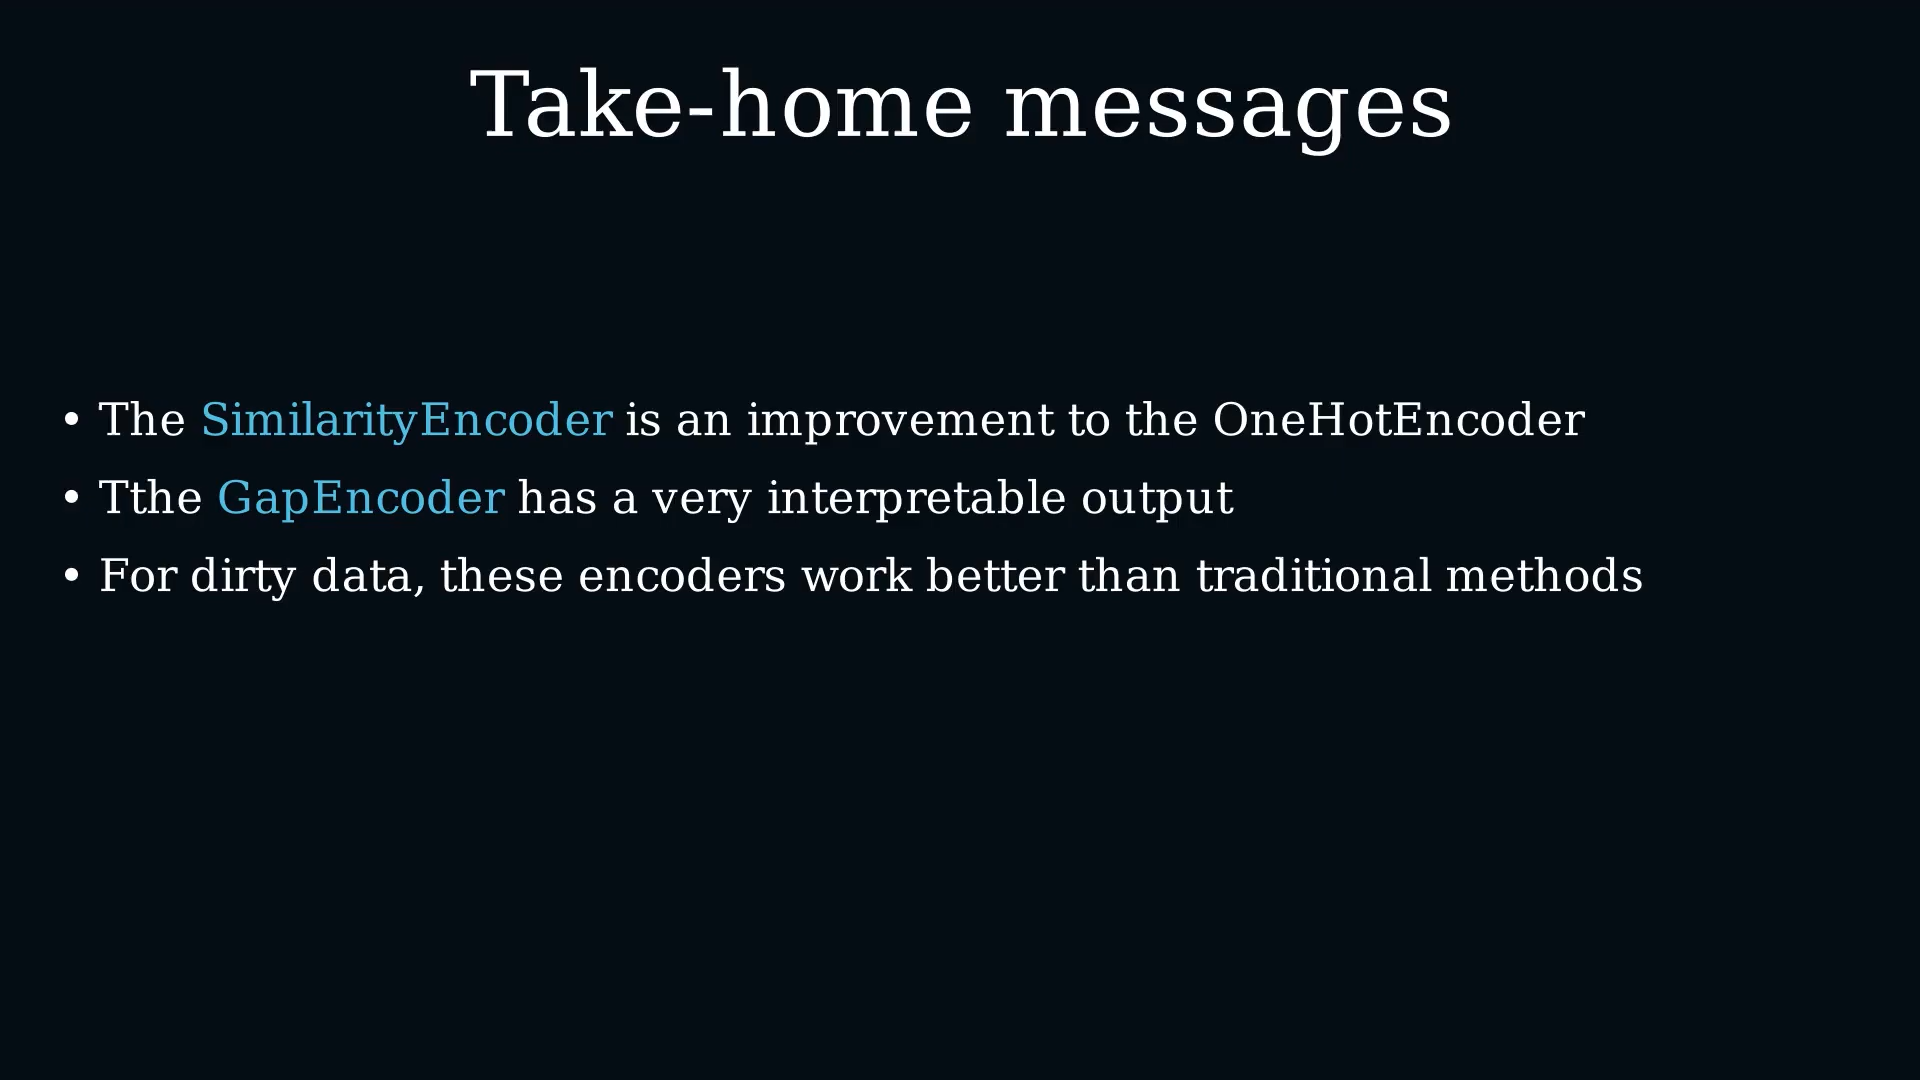 Take-home messages
• The SimilarityEncoder is an improvement to the OneHotEncoder
• Tthe GapEncoder has a very interpretable output
• For dirty data, these encoders work better than traditional methods